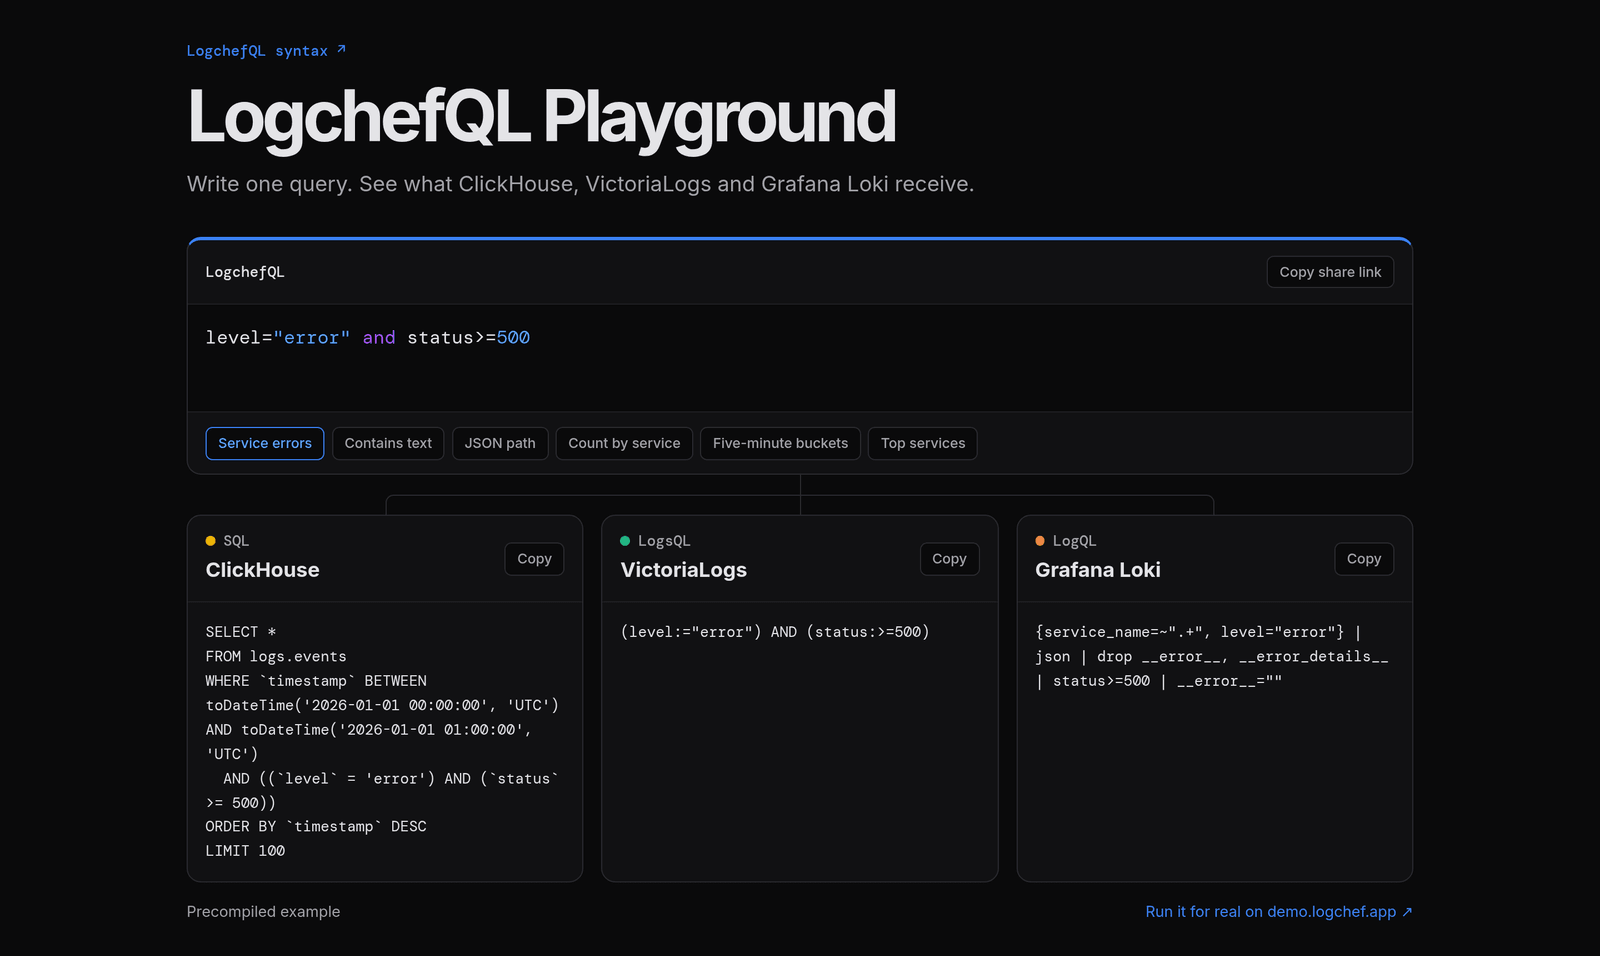 LogchefQL syntax ↗
LogchefQL Playground
Write one query. See what ClickHouse, VictoriaLogs and Grafana Loki receive.
LogchefQL
Copy share link
level="error" and status>=500
Service errors
Contains text
JSON path
Count by service
Five-minute buckets
Top services
SQL
ClickHouse
Copy
SELECT *
FROM logs.events
WHERE `timestamp` BETWEEN
toDateTime('2026-01-01 00:00:00', 'UTC')
AND toDateTime('2026-01-01 01:00:00',
'UTC')
  AND ((`level` = 'error') AND (`status`
>= 500))
ORDER BY `timestamp` DESC
LIMIT 100
LogsQL
VictoriaLogs
Copy
(level:="error") AND (status:>=500)
LogQL
Grafana Loki
Copy
{service_name=~".+", level="error"} |
json | drop __error__, __error_details__
| status>=500 | __error__=""
Precompiled example
Run it for real on demo.logchef.app ↗